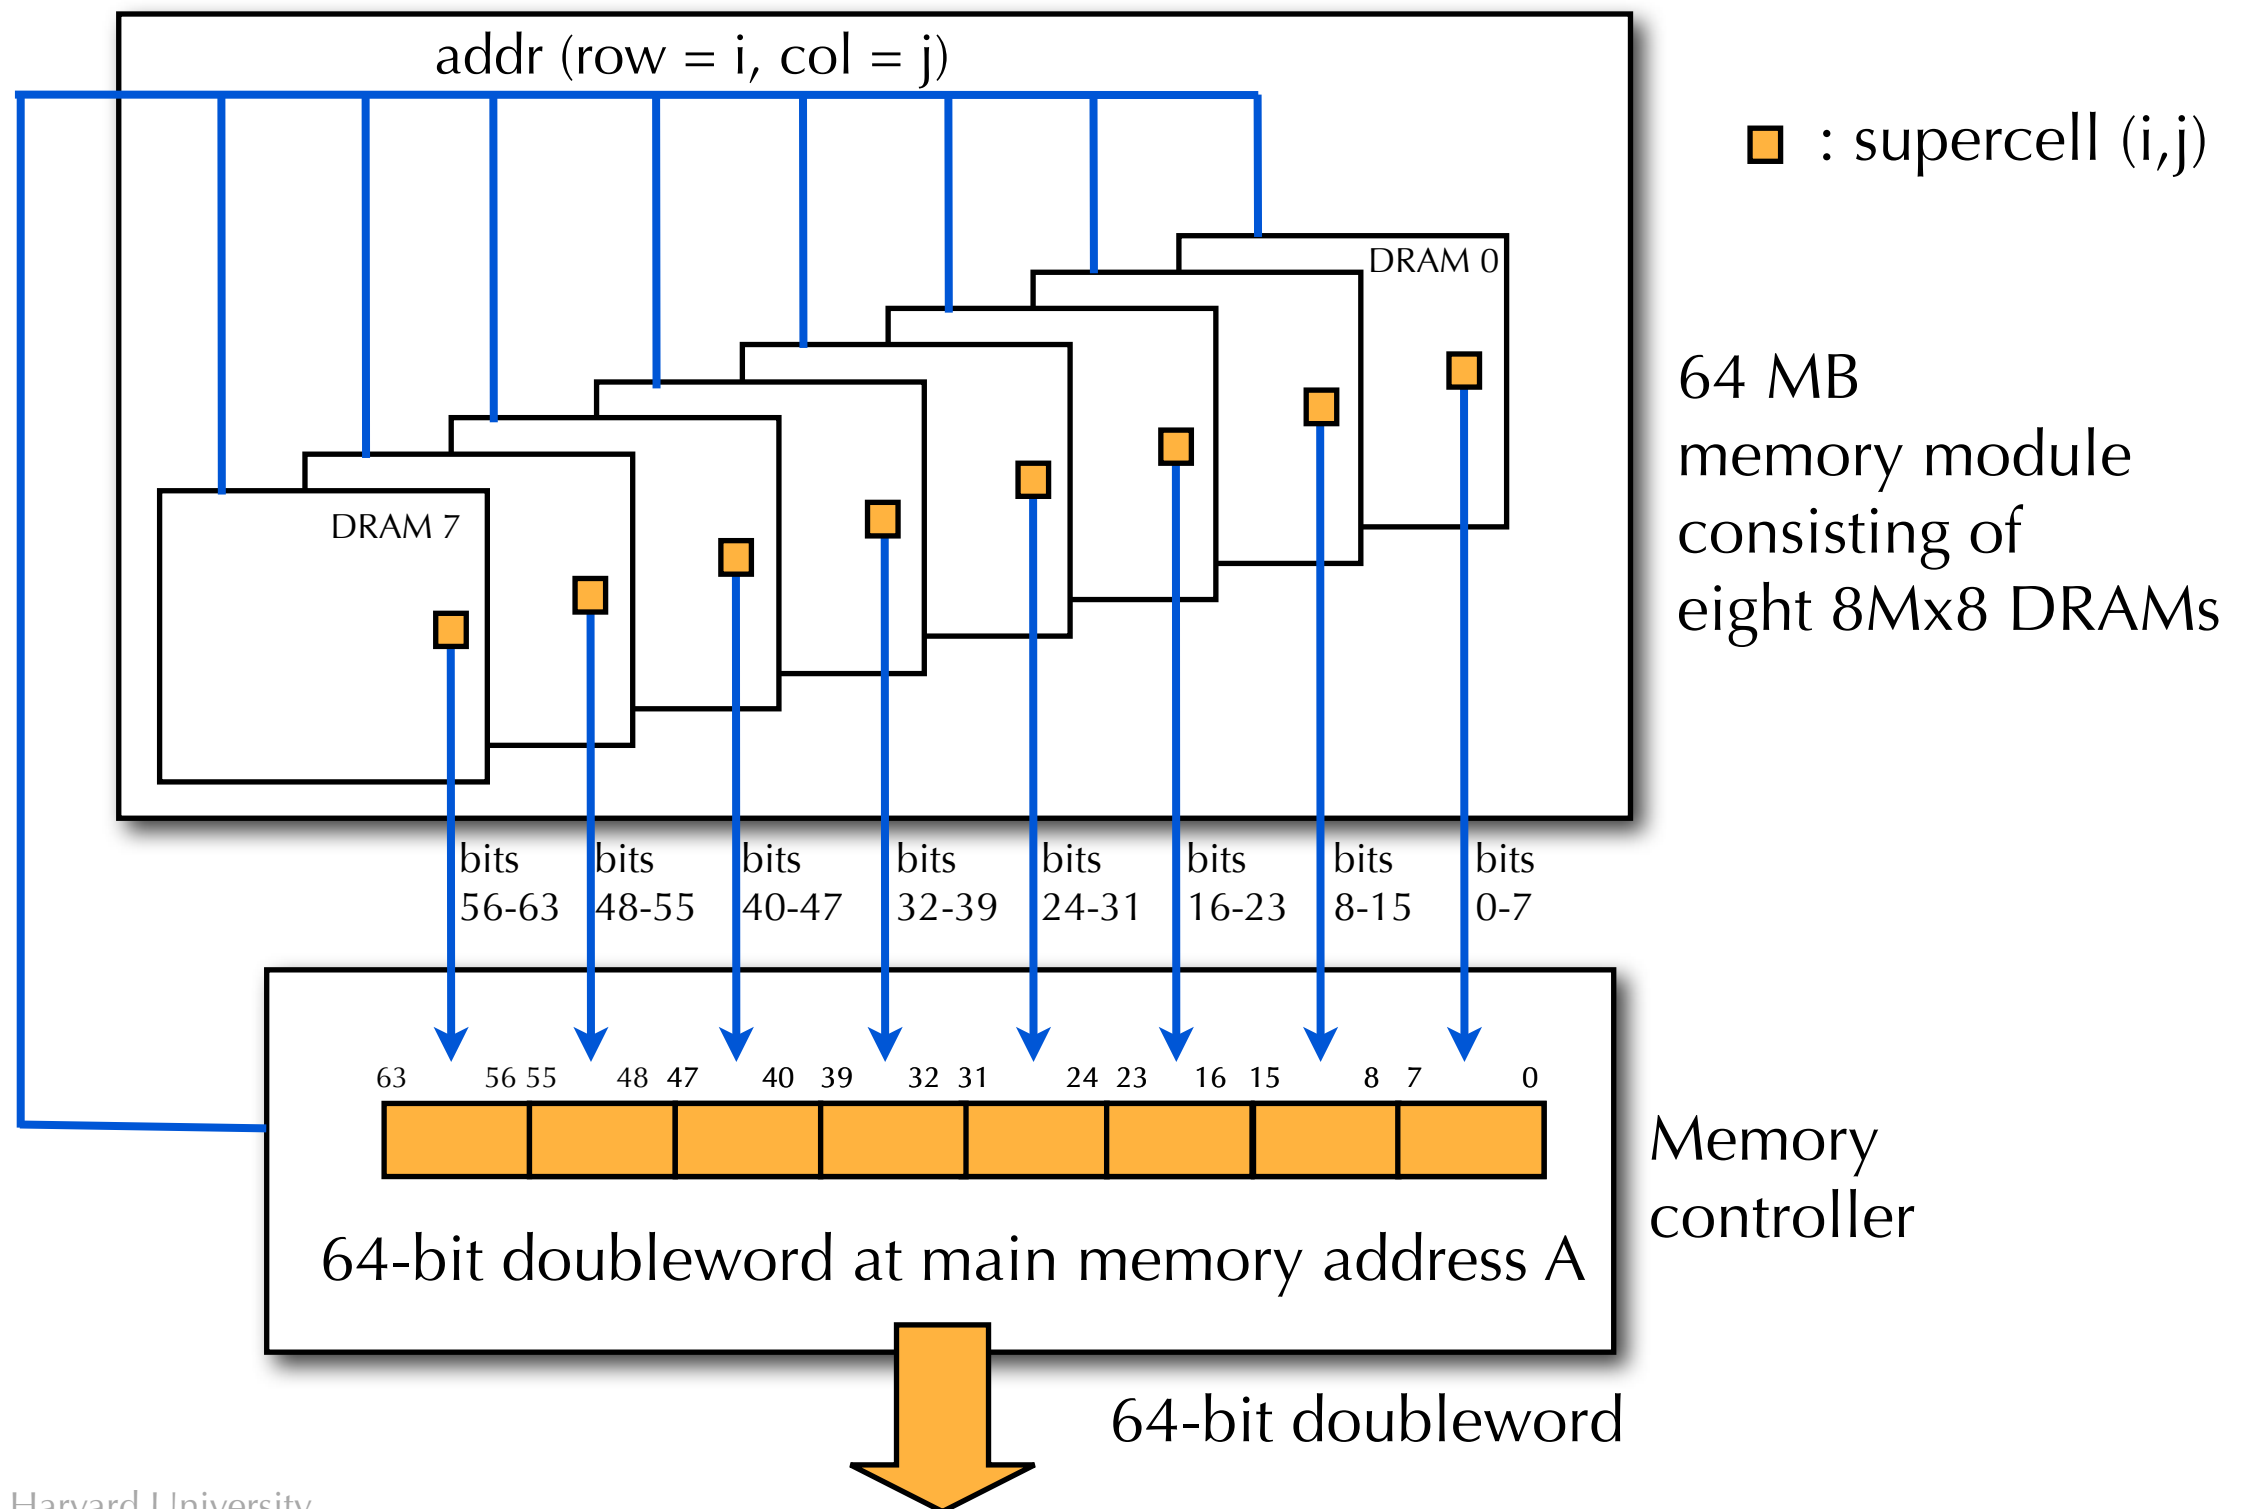 addr (row = i, col = j)
: supercell (i,j)
DRAM 0
64 MB
memory module
consisting of
eight 8Mx8 DRAMs
DRAM 7
bits bits bits bits bits bits bits bits
56-63 48-55 40-47 32-39 24-31 16-23 8-15 0-7
63 56 55 48 47 40 39 32 31 24 23 16 15 8 7 0
Memory
controller
64-bit doubleword at main memory address A
64-bit doubleword
Harvard University